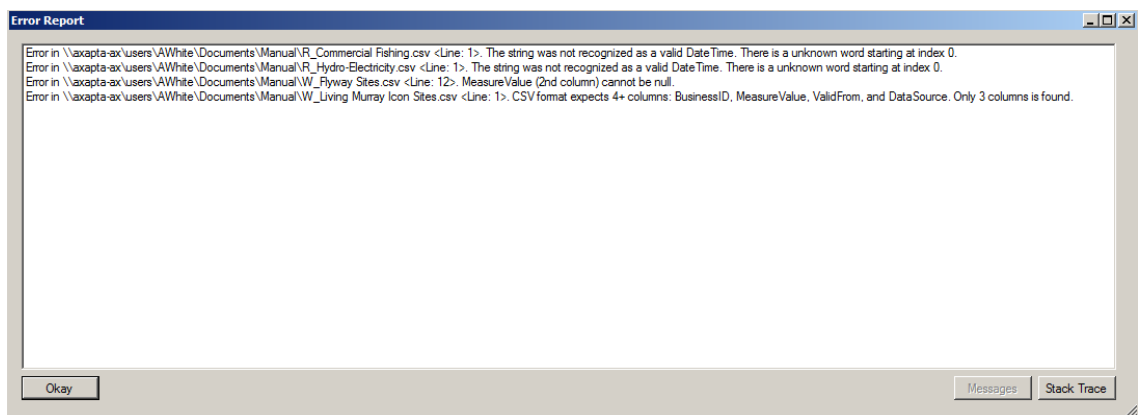 Error Report
Error in \\axapta-ax\users\AWhite\Documents\Manual\R_Commercial Fishing.csv <Line: 1>. The string was not recognized as a valid DateTime. There is a unknown word starting at index 0.
Error in \\axapta-ax\users\AWhite\Documents\Manual\R_Hydro-Electricity.csv <Line: 1>. The string was not recognized as a valid DateTime. There is a unknown word starting at index 0.
Error in \\axapta-ax\users\AWhite\Documents\Manual\W_Flyway Sites.csv <Line: 12>. MeasureValue (2nd column) cannot be null.
Error in \\axapta-ax\users\AWhite\Documents\Manual\W_Living Murray Icon Sites.csv <Line: 1>. CSV format expects 4+ columns: BusinessID, MeasureValue, ValidFrom, and DataSource. Only 3 columns is found.
Okay Messages Stack Trace